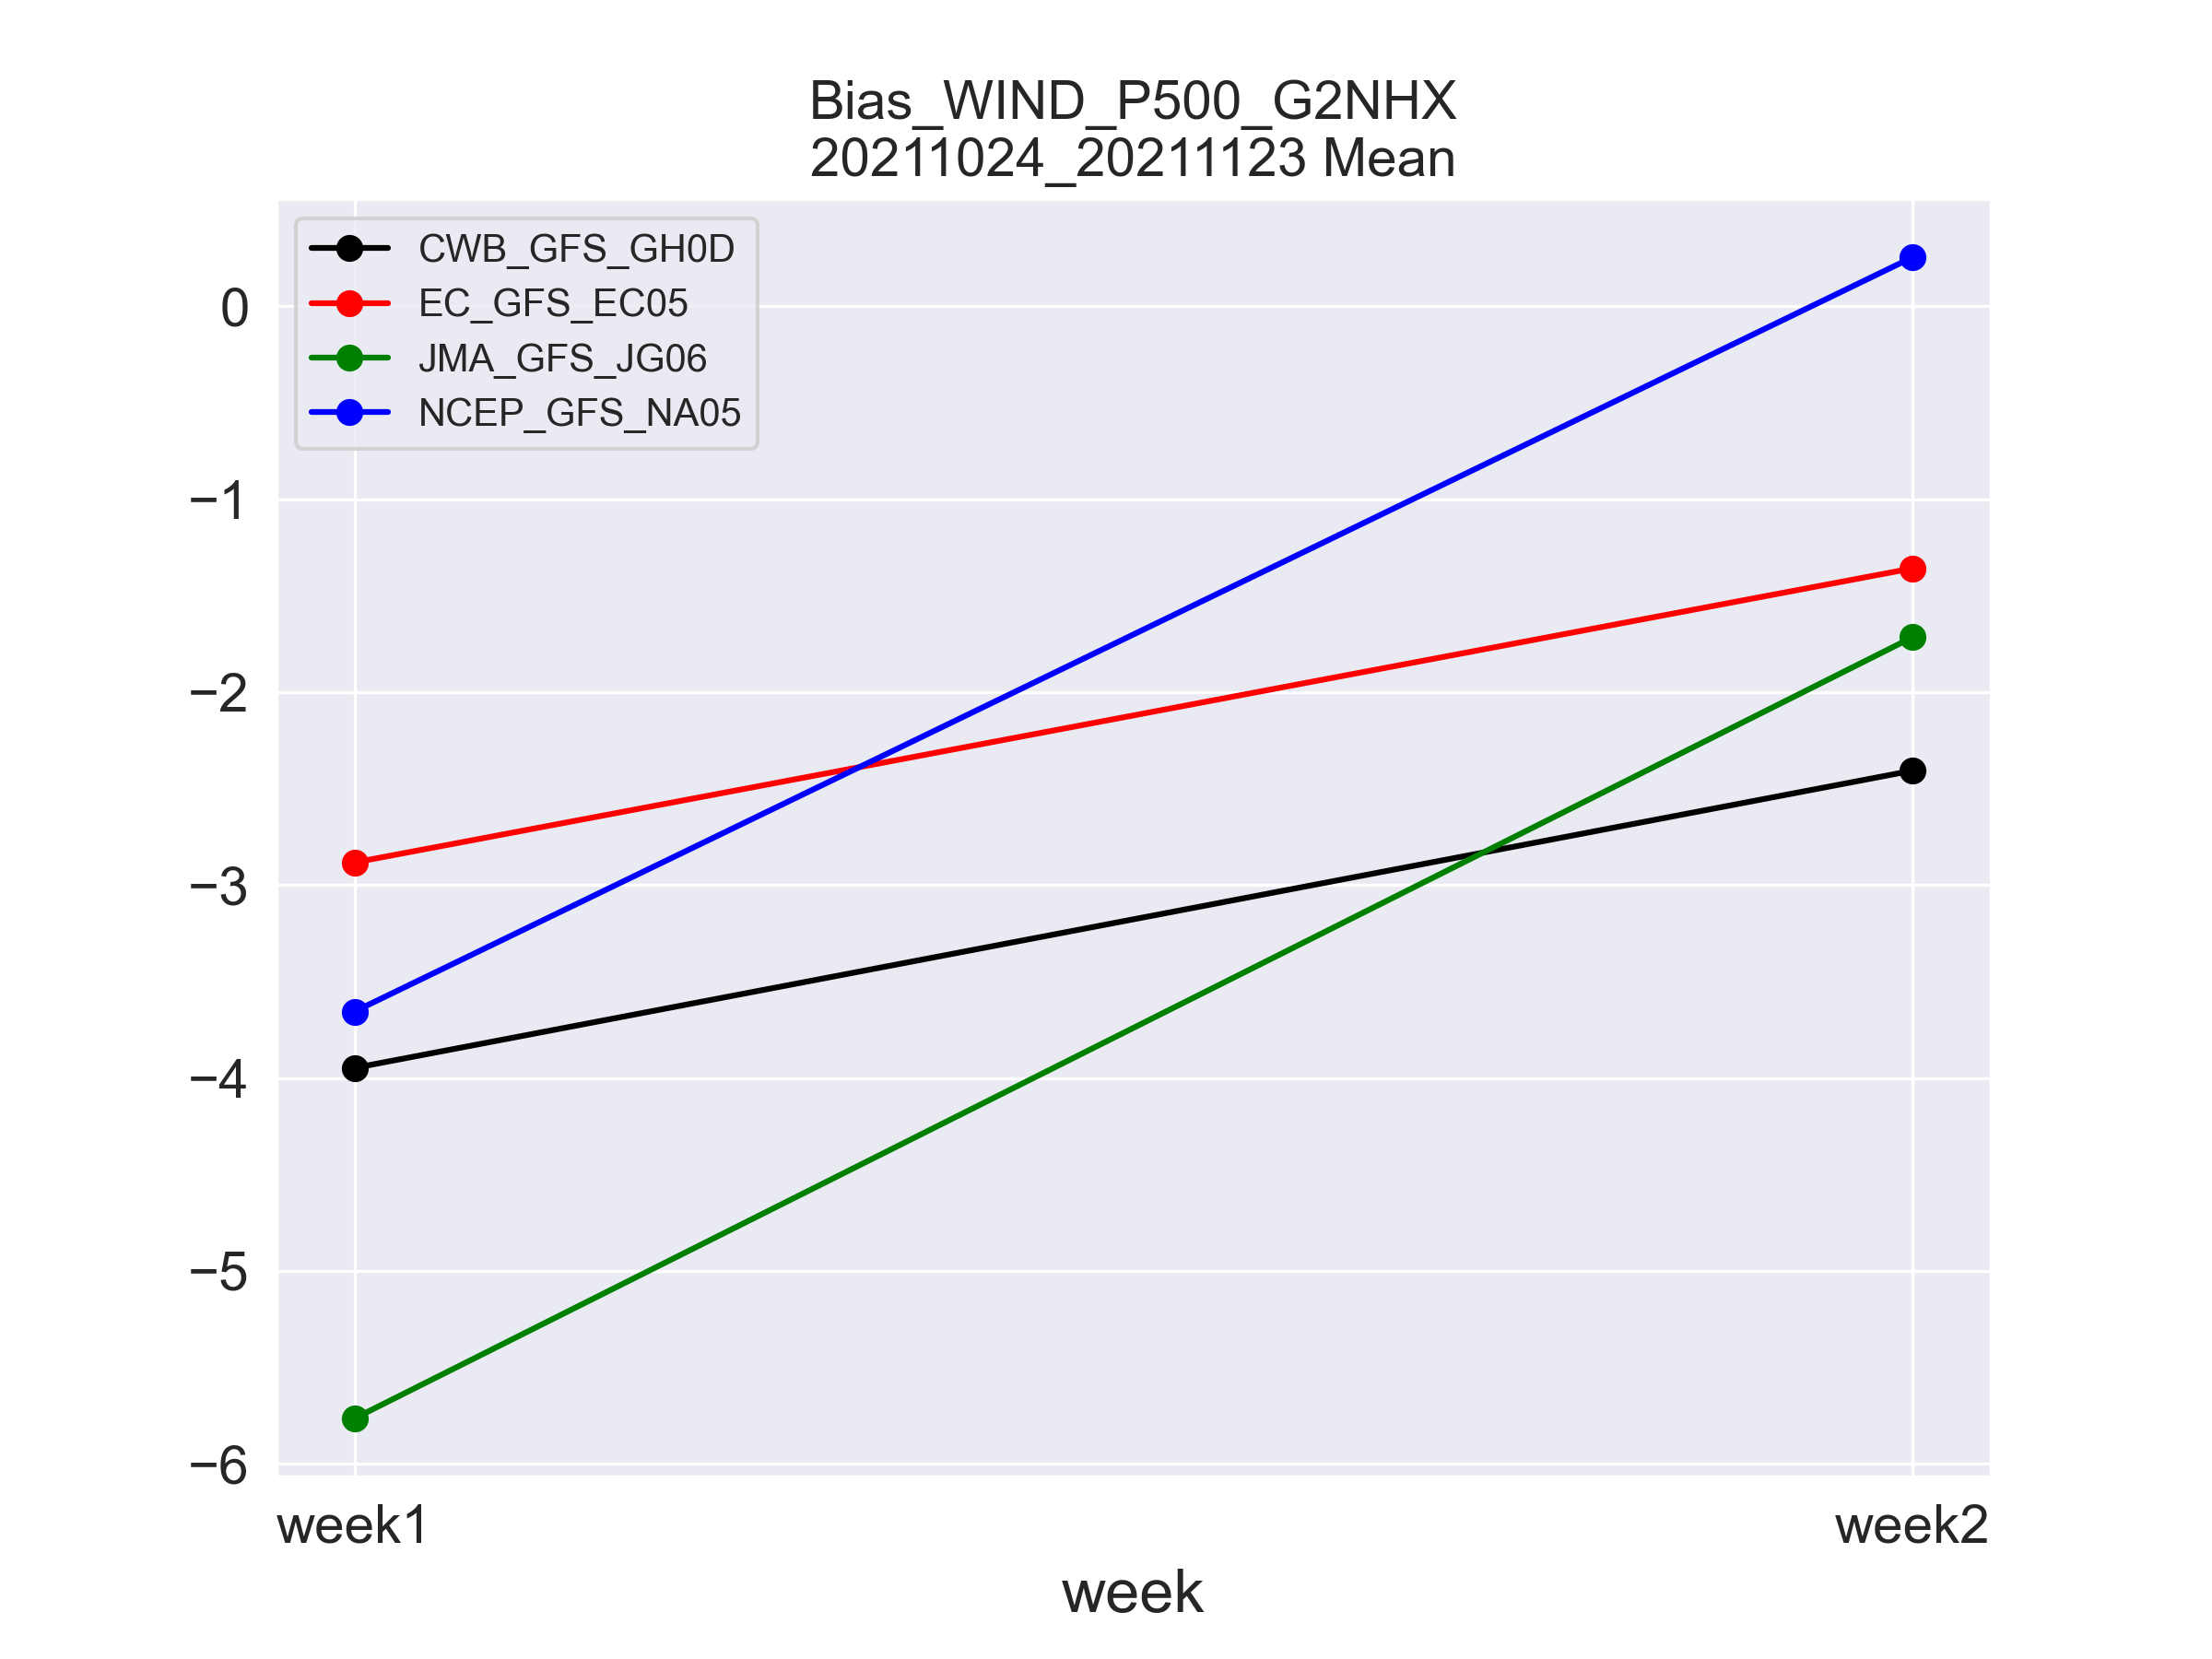 Bias_WIND_P500_G2NHX
20211024_20211123 Mean
CWB_GFS_GH0D
EC_GFS_EC05
JMA_GFS_JG06
NCEP_GFS_NA05
0
−1
−2
−3
−4
−5
−6
week1
week2
week